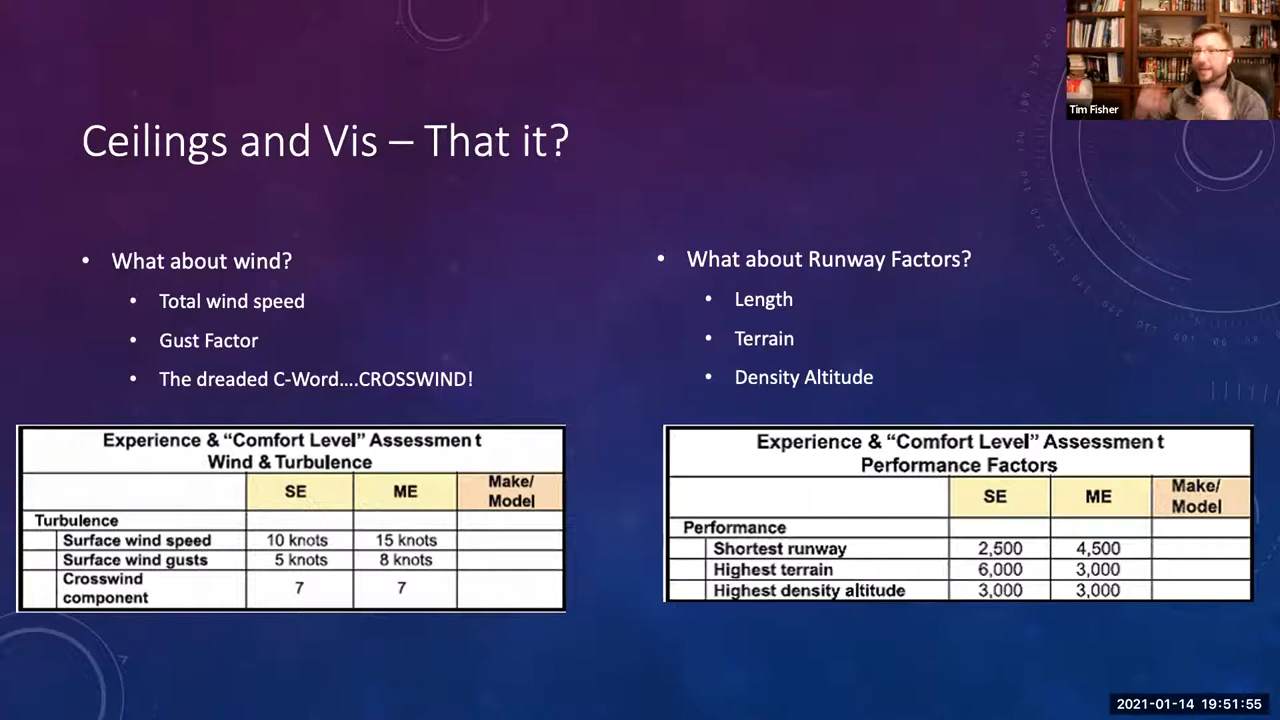 Tim Fisher
Ceilings and Vis – That it?
• What about wind?
• Total wind speed
• Gust Factor
• The dreaded C-Word....CROSSWIND!
• What about Runway Factors?
• Length
• Terrain
• Density Altitude
Experience & “Comfort Level” Assessment
Wind & Turbulence
SE ME Make/
Model
Turbulence
Surface wind speed 10 knots 15 knots
Surface wind gusts 5 knots 8 knots
Crosswind
component 7 7
Experience & “Comfort Level” Assessment
Performance Factors
SE ME Make/
Model
Performance
Shortest runway 2,500 4,500
Highest terrain 6,000 3,000
Highest density altitude 3,000 3,000
2021-01-14 19:51:55